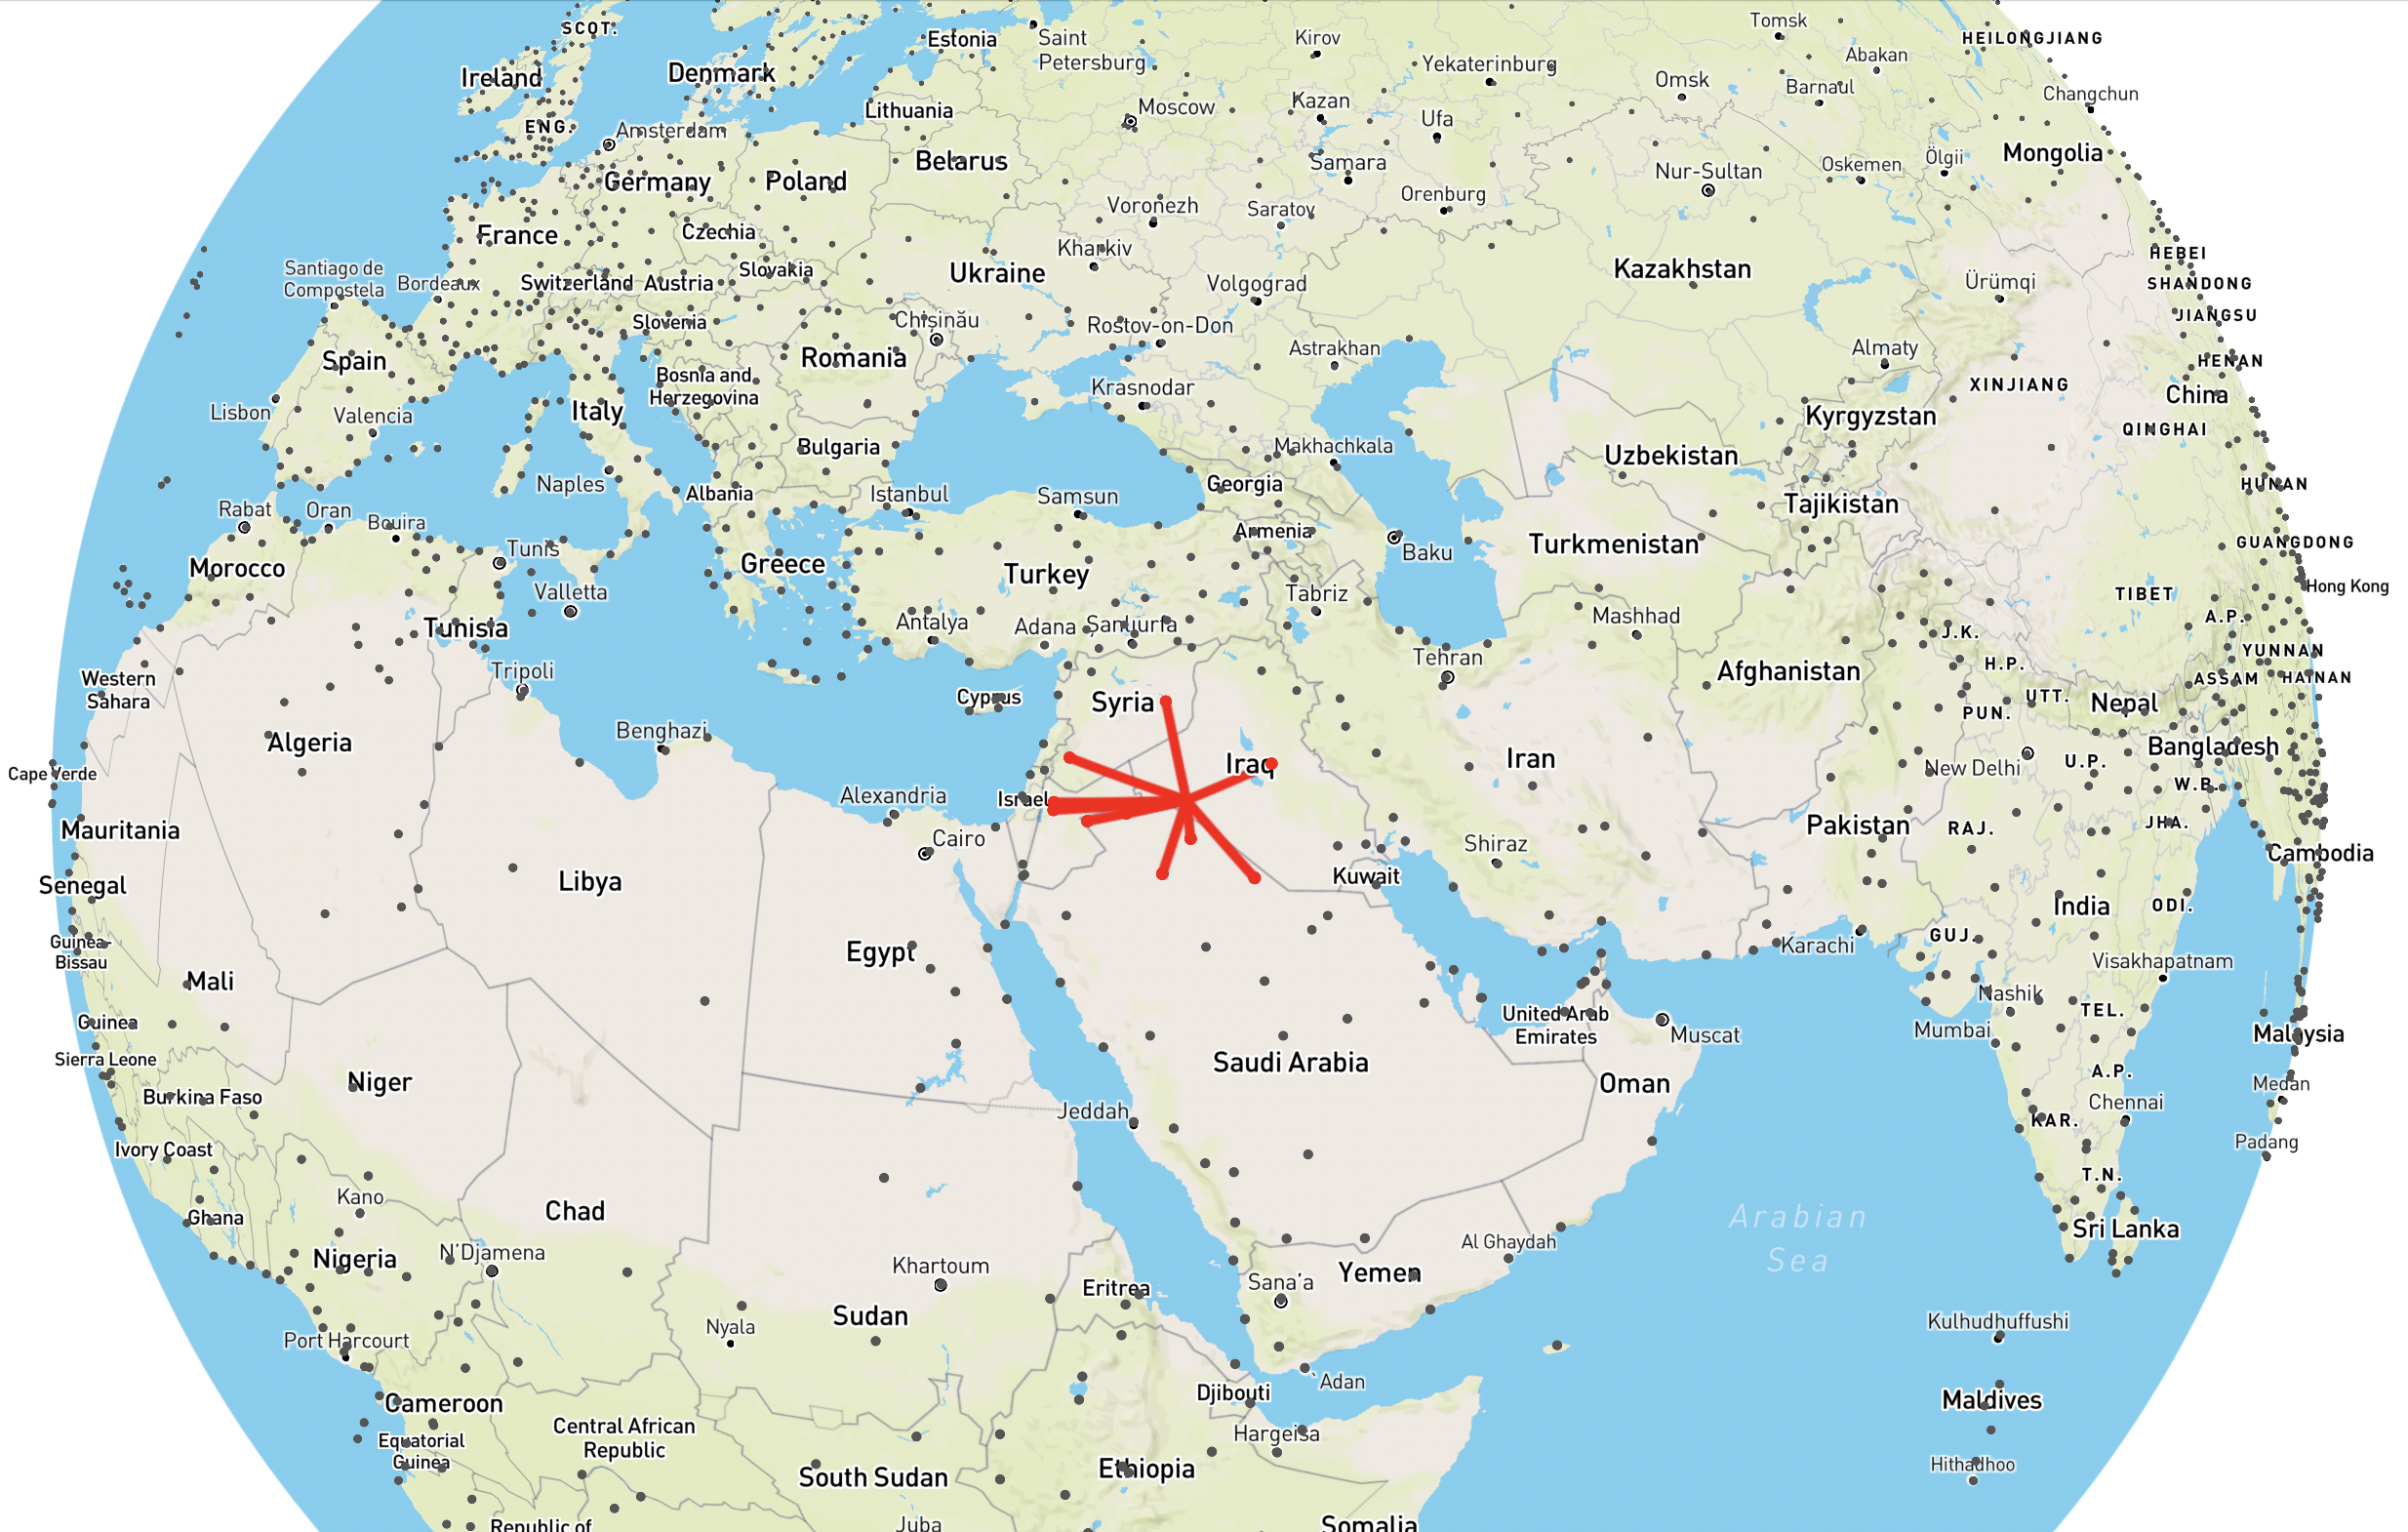 SCOT.
Ireland
ENG.
Denmark
Estonia
Saint
Petersburg
Lithuania
Kirov
Yekaterinburg
Omsk
Tomsk
Abakan
Barnaul
HEILONGJIANG
Changchun
Amsterdam
Moscow
Kazan
Ufa
Germany
Poland
Belarus
Samara
Orenburg
Nur-Sultan
Oskemen
Ölgii
Mongolia
France
Czechia
Voronezh
Saratov
Kharkiv
Santiago de
Compostela
Bordeaux
Switzerland
Austria
Slovakia
Ukraine
Volgograd
Kazakhstan
Ürümqi
HEBEI
SHANDONG
JIANGSU
Slovenia
Chișinău
Rostov-on-Don
Spain
Romania
Astrakhan
Almaty
HENAN
Bosnia and
Herzegovina
Krasnodar
XINJIANG
China
Lisbon
Valencia
Italy
Kyrgyzstan
QINGHAI
Bulgaria
Makhachkala
Uzbekistan
Naples
Albania
Istanbul
Samsun
Georgia
Tajikistan
HUNAN
Rabat
Oran
Bouira
Armenia
Turkmenistan
GUANGDONG
Morocco
Tunis
Greece
Turkey
Baku
Valletta
Tabriz
Mashhad
TIBET
Hong Kong
Tunisia
Antalya
Adana
Şanlıurfa
A.P.
J.K.
YUNNAN
Western
Sahara
Tripoli
Tehran
Afghanistan
H.P.
ASSAM
HAINAN
Cyprus
Syria
UTT.
Nepal
PUN.
Algeria
Benghazi
Iraq
Iran
New Delhi
U.P.
Bangladesh
Cape Verde
W.B.
Alexandria
Israel
Mauritania
Cairo
Shiraz
Pakistan
RAJ.
JHA.
Cambodia
Senegal
Libya
Kuwait
India
ODI.
Guinea-
Bissau
Egypt
Karachi
GUJ.
Mali
Visakhapatnam
Nashik
Guinea
United Arab
Emirates
Muscat
Mumbai
TEL.
Malaysia
Sierra Leone
Niger
Saudi Arabia
Oman
A.P.
Medan
Burkina Faso
Jeddah
KAR.
Chennai
Ivory Coast
Padang
T.N.
Kano
Chad
Ghana
Arabian
Sea
Sri Lanka
Nigeria
N'Djamena
Khartoum
Al Ghaydah
Eritrea
Sana'a
Yemen
Port Harcourt
Nyala
Sudan
Kulhudhuffushi
`Adan
Cameroon
Djibouti
Maldives
Central African
Republic
Equatorial
Guinea
Hargeisa
South Sudan
Ethiopia
Hithadhoo
Republic of
Juba
Somalia